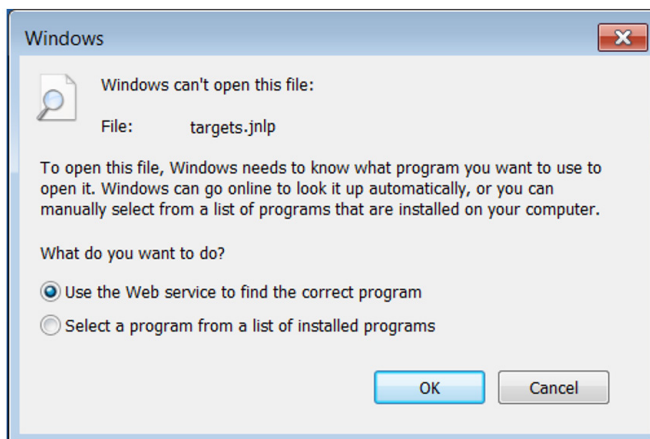 Windows
Windows can't open this file:
File: targets.jnlp
To open this file, Windows needs to know what program you want to use to
open it. Windows can go online to look it up automatically, or you can
manually select from a list of programs that are installed on your computer.
What do you want to do?
Use the Web service to find the correct program
Select a program from a list of installed programs
OK Cancel